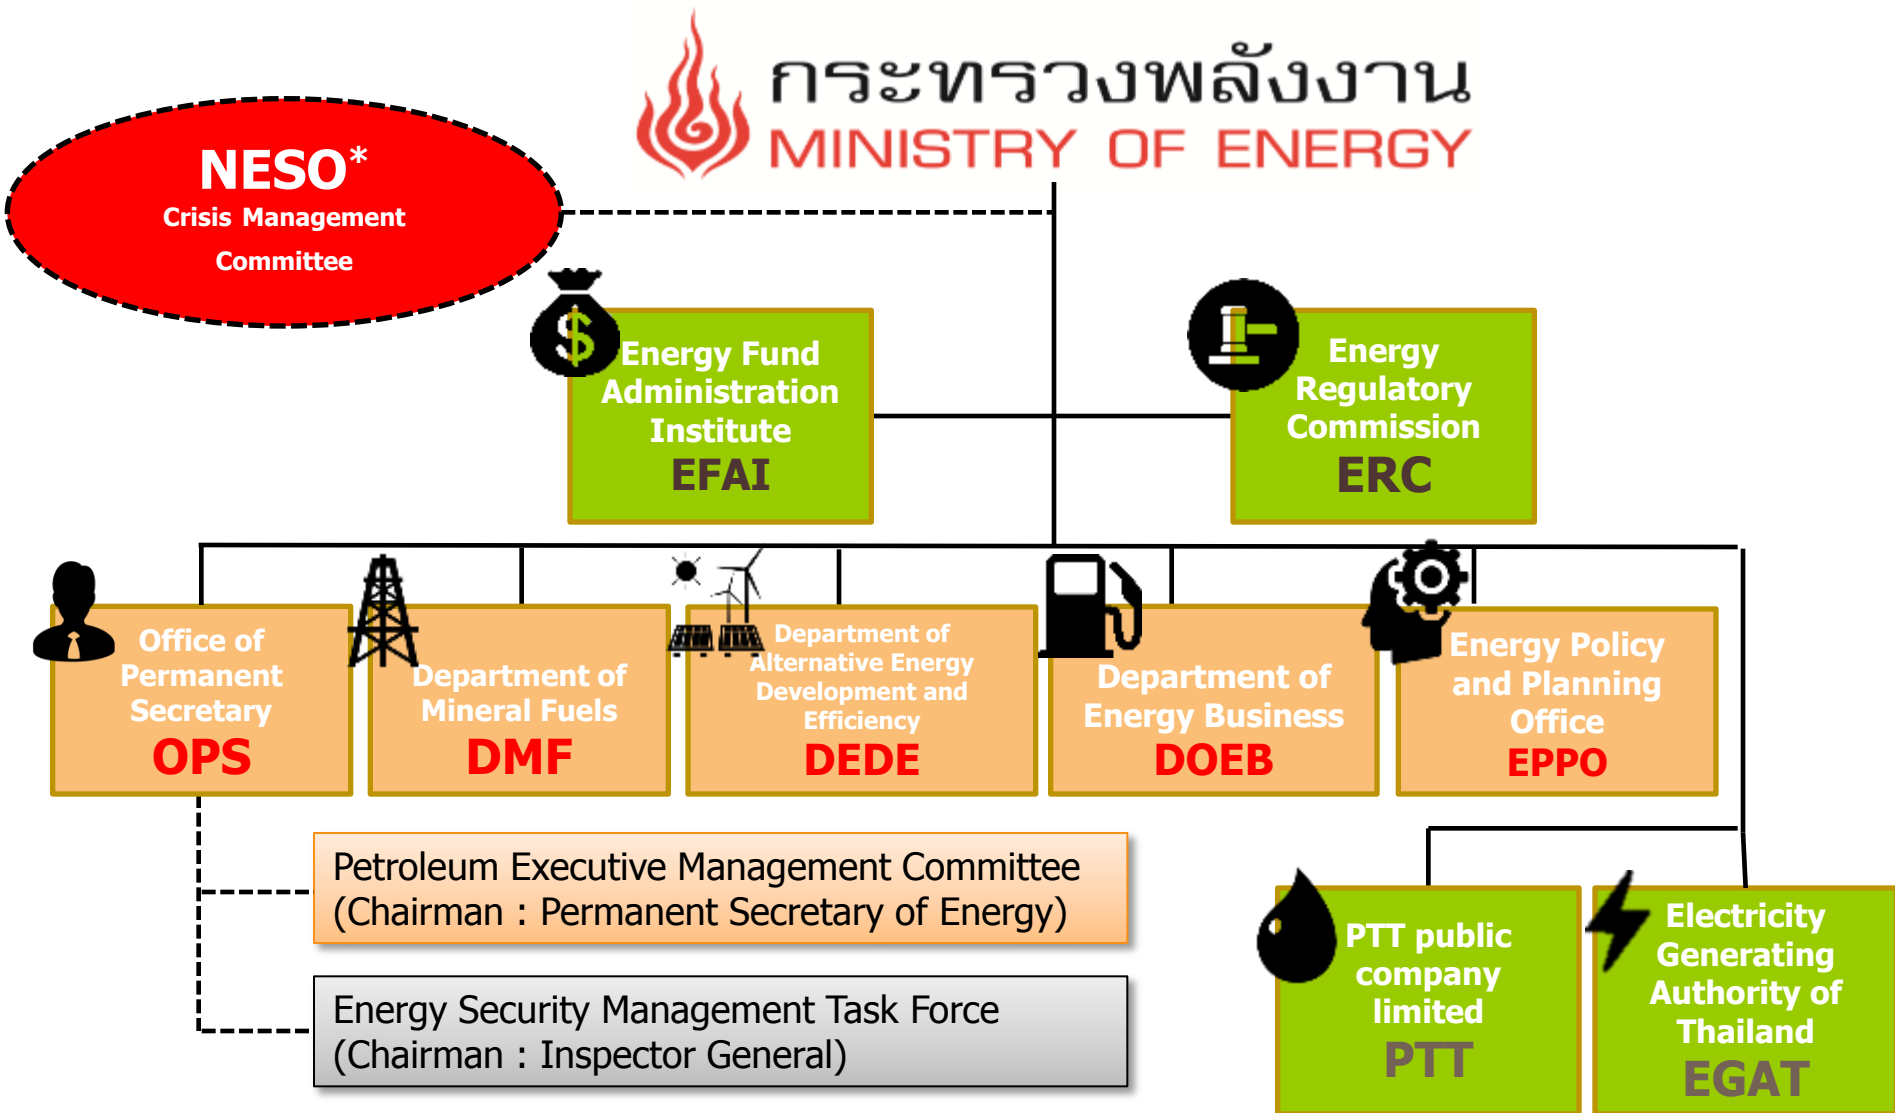 กระทรวงพลังงาน
MINISTRY OF ENERGY
NESO*
Crisis Management
Committee
Energy Fund
Administration
Institute
EFAI
Energy
Regulatory
Commission
ERC
Office of
Permanent
Secretary
OPS
Department of
Mineral Fuels
DMF
Department of
Alternative Energy
Development and
Efficiency
DEDE
Department of
Energy Business
DOEB
Energy Policy
and Planning
Office
EPPO
Petroleum Executive Management Committee
(Chairman : Permanent Secretary of Energy)
Energy Security Management Task Force
(Chairman : Inspector General)
PTT public
company
limited
PTT
Electricity
Generating
Authority of
Thailand
EGAT